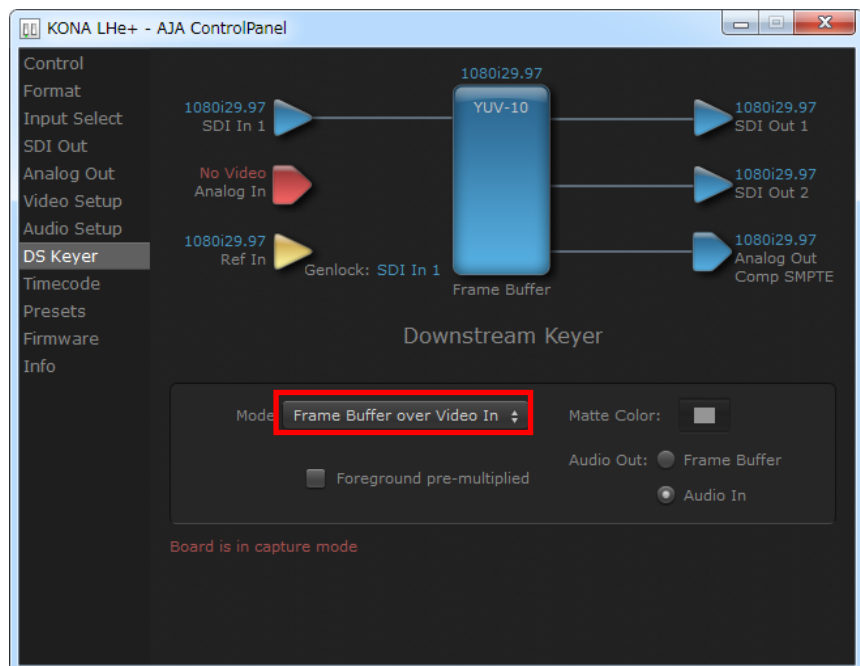 KONA LHe+ - AJA ControlPanel
Control
Format
Input Select
SDI Out
Analog Out
Video Setup
Audio Setup
DS Keyer
Timecode
Presets
Firmware
Info
1080i29.97
YUV-10
Frame Buffer
1080i29.97
SDI In 1
No Video
Analog In
1080i29.97
Ref In
Genlock: SDI In 1
1080i29.97
SDI Out 1
1080i29.97
SDI Out 2
1080i29.97
Analog Out
Comp SMPTE
Downstream Keyer
Mode Frame Buffer over Video In
Matte Color:
Foreground pre-multiplied
Audio Out: Frame Buffer
Audio In
Board is in capture mode